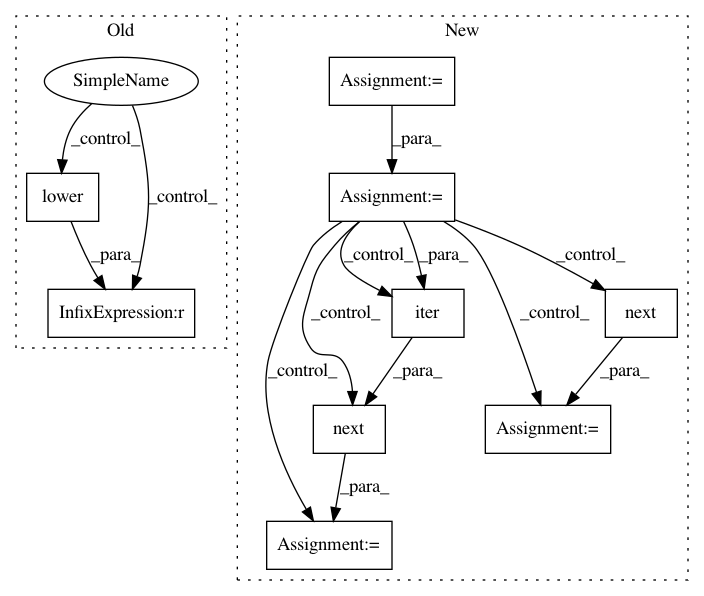 Old
New
SimpleName
Assignment:=
_control_
_para_
_control_
lower
Assignment:=
_para_
_control_
_para_
_control_
InfixExpression:r
iter
next
_control_
_control_
_control_
_para_
_para_
next
Assignment:=
_para_
Assignment:=